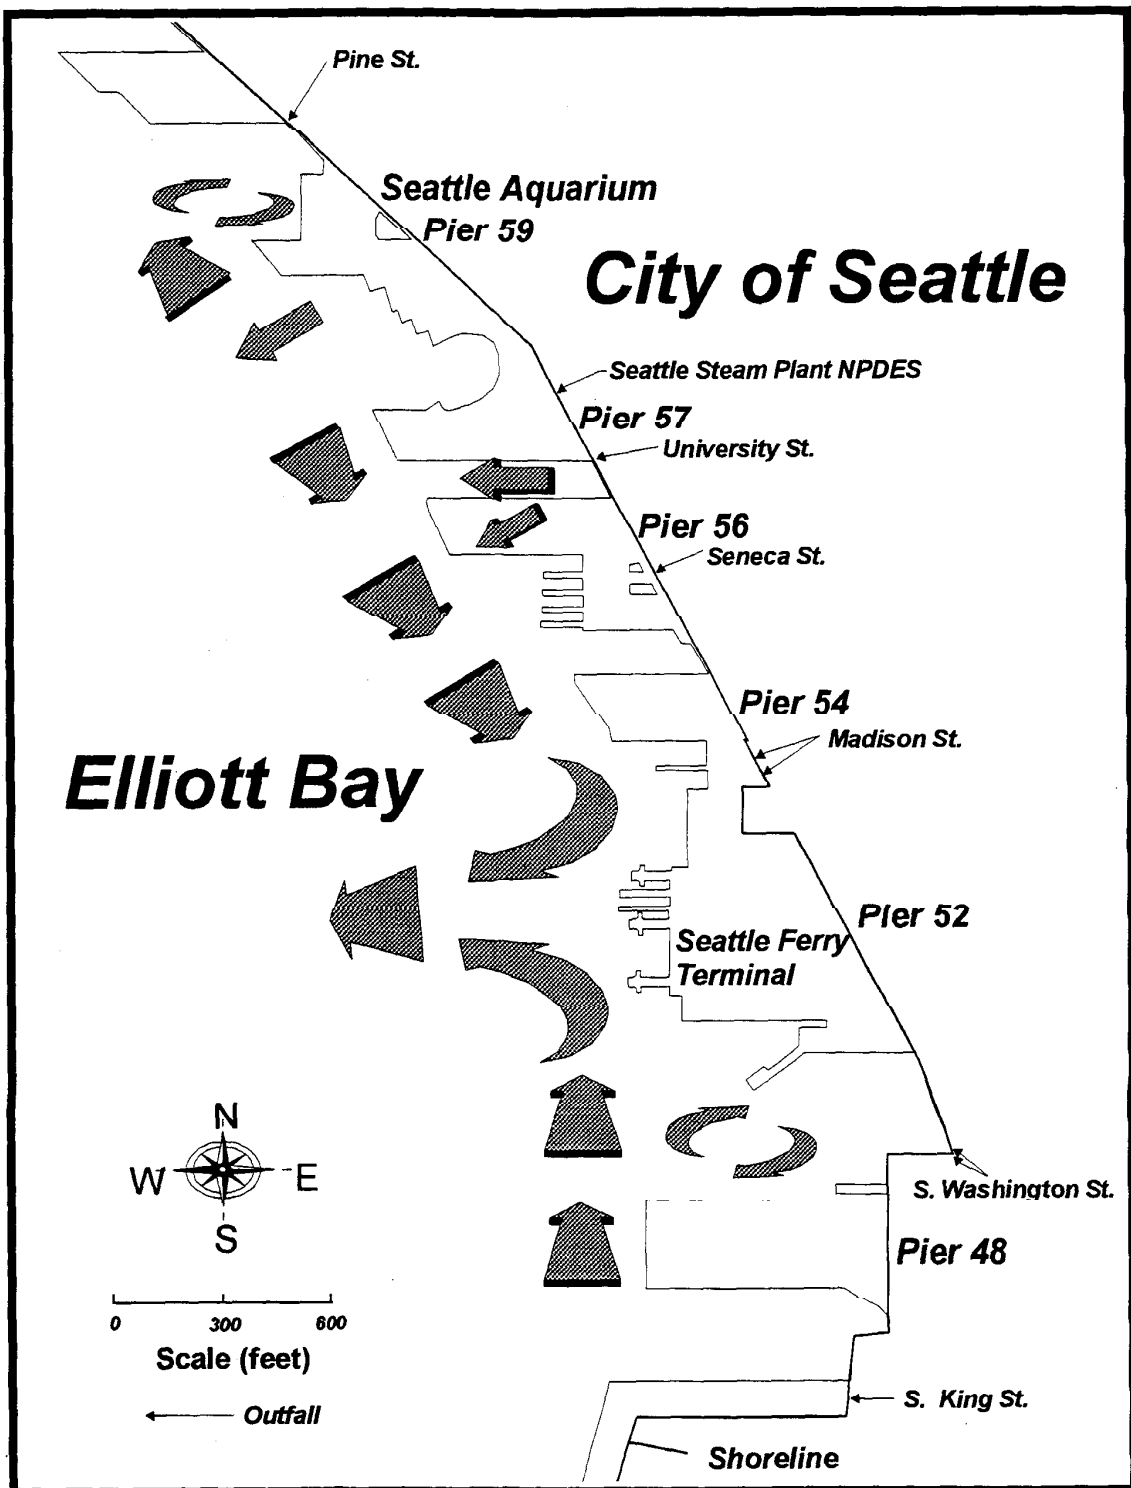 Pine St.
Seattle Aquarium
Pier 59
City of Seattle
Seattle Steam Plant NPDES
Pier 57
University St.
Pier 56
Seneca St.
Pier 54
Madison St.
Elliott Bay
Pier 52
Seattle Ferry
Terminal
N
W E
S
S. Washington St.
Pier 48
0 300 600
Scale (feet)
Outfall
S. King St.
Shoreline